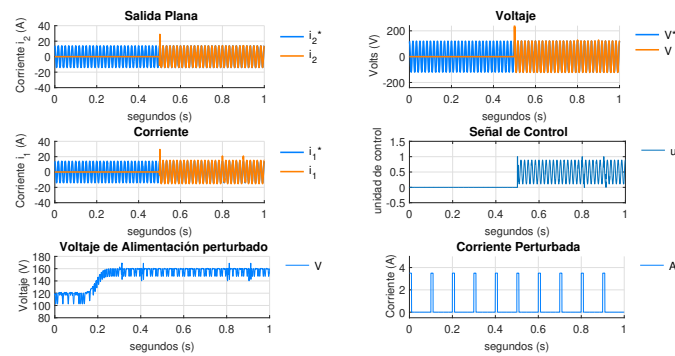 Salida Plana
Corriente i_2 (A)
40
20
0
-20
-40
0 0.2 0.4 0.6 0.8 1
segundos (s)
i_2*
i_2
Voltaje
Volts (V)
200
0
-200
0 0.2 0.4 0.6 0.8 1
segundos (s)
V*
V
Corriente
Corriente i_i (A)
40
20
0
-20
-40
0 0.2 0.4 0.6 0.8 1
segundos (s)
i_1*
i_1
Señal de Control
unidad de control
1.5
1
0.5
0
-0.5
0 0.2 0.4 0.6 0.8 1
segundos (s)
u
Voltaje de Alimentación perturbado
Voltaje (V)
180
160
140
120
100
80
0 0.2 0.4 0.6 0.8 1
segundos (s)
V
Corriente Perturbada
Corriente (A)
4
2
0
0 0.2 0.4 0.6 0.8 1
segundos (s)
A